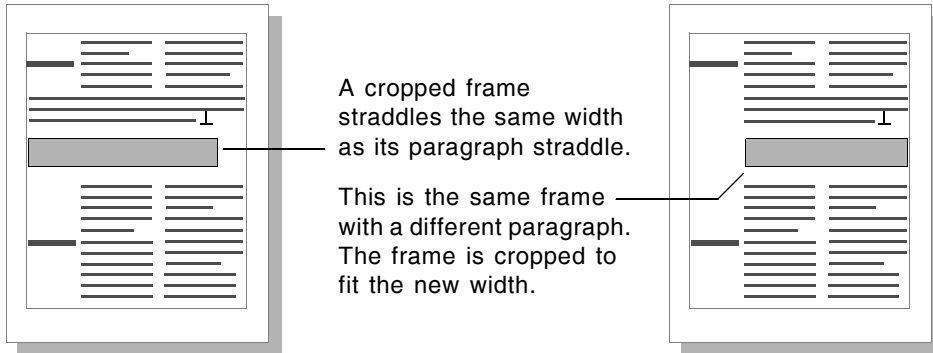 A cropped frame
straddles the same width
as its paragraph straddle.
This is the same frame
with a different paragraph.
The frame is cropped to
fit the new width.